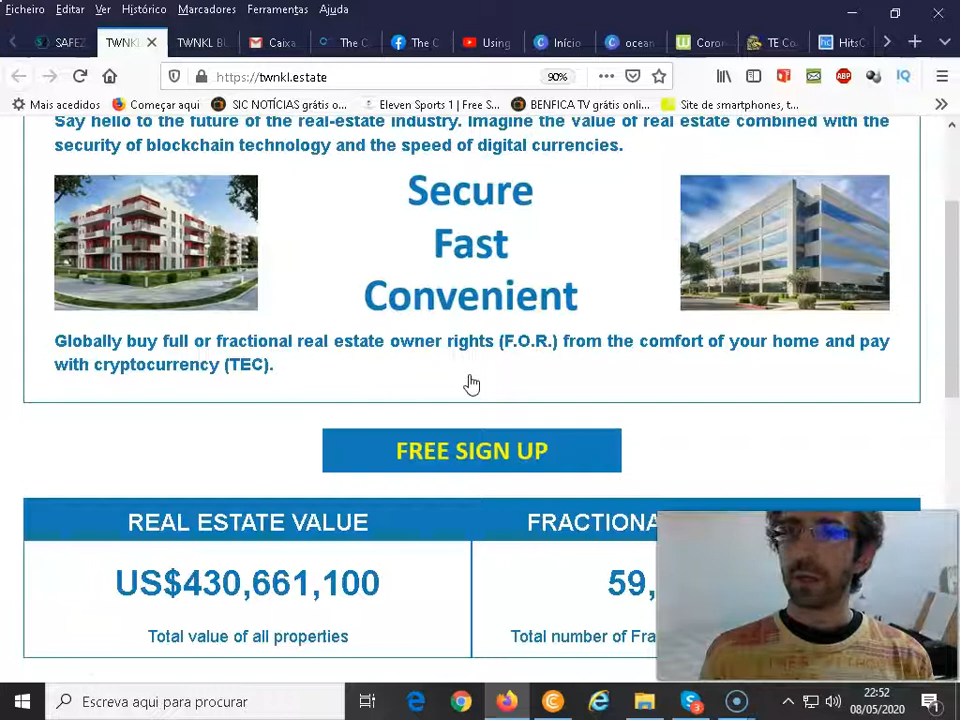 Ficheiro Editar Ver Histórico Marcadores Ferramentas Ajuda
SAFEZ TWNKL TWNKL BL Caixa The C The C Using Início ocean Coron TE Co HitsC
https://twnkl.estate 90%
Mais acedidos Começar aqui SIC NOTÍCIAS grátis o... Eleven Sports 1 | Free S... BENFICA TV grátis onli... Site de smartphones, t...
Say hello to the future of the real-estate industry. Imagine the value of real estate combined with the
security of blockchain technology and the speed of digital currencies.
Secure
Fast
Convenient
Globally buy full or fractional real estate owner rights (F.O.R.) from the comfort of your home and pay
with cryptocurrency (TEC).
FREE SIGN UP
REAL ESTATE VALUE FRACTIONA
US$430,661,100 59,
Total value of all properties Total number of Fra
Escreva aqui para procurar
22:52
08/05/2020